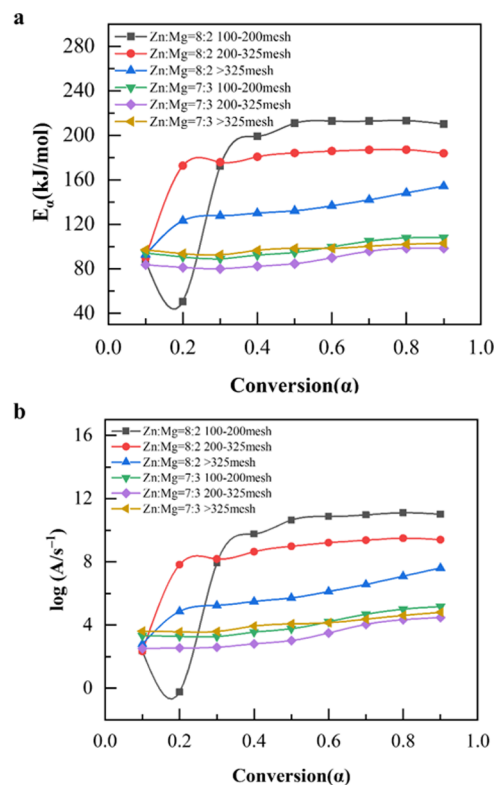 a
Zn:Mg=8:2 100-200mesh
Zn:Mg=8:2 200-325mesh
Zn:Mg=8:2 >325mesh
Zn:Mg=7:3 100-200mesh
Zn:Mg=7:3 200-325mesh
Zn:Mg=7:3 >325mesh
280
240
200
160
120
80
40
Eα(kJ/mol)
0.0 0.2 0.4 0.6 0.8 1.0
Conversion(α)
b
Zn:Mg=8:2 100-200mesh
Zn:Mg=8:2 200-325mesh
Zn:Mg=8:2 >325mesh
Zn:Mg=7:3 100-200mesh
Zn:Mg=7:3 200-325mesh
Zn:Mg=7:3 >325mesh
16
12
8
4
0
log (A/s⁻¹)
0.0 0.2 0.4 0.6 0.8 1.0
Conversion(α)